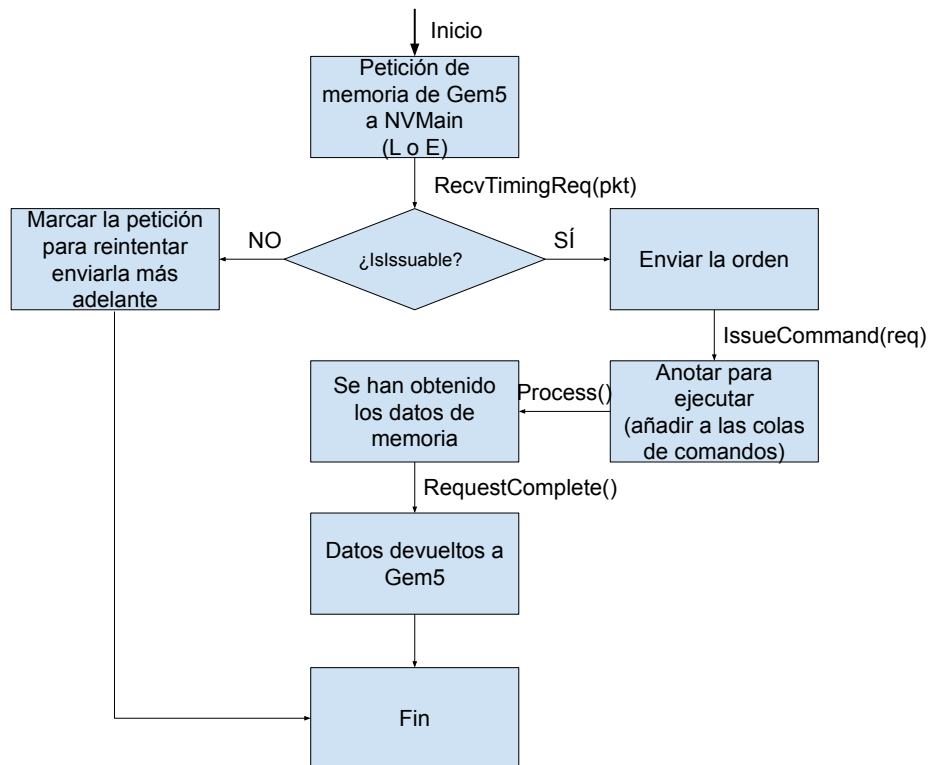 Inicio
Petición de
memoria de Gem5
a NVMain
(L o E)
RecvTimingReq(pkt)
Marcar la petición
para reintentar
enviarla más
adelante
NO
¿IsIssuable?
SÍ
Enviar la orden
IssueCommand(req)
Se han obtenido
los datos de
memoria
Process()
Anotar para
ejecutar
(añadir a las colas
de comandos)
RequestComplete()
Datos devueltos a
Gem5
Fin